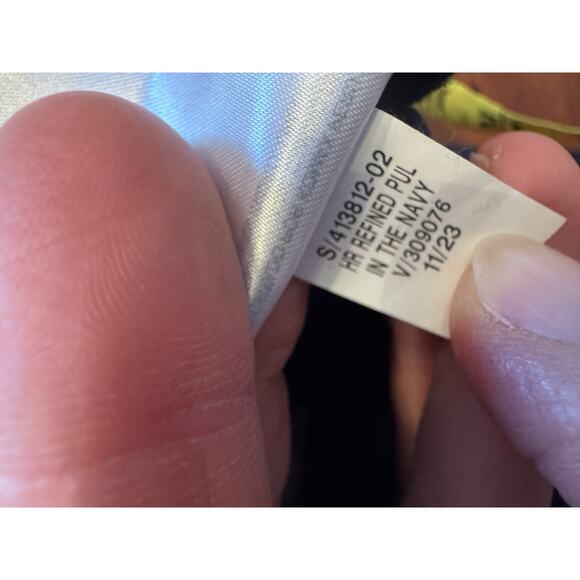 S/413812-02
HR REFINED PUL
IN THE NAVY
V/309076
11/23